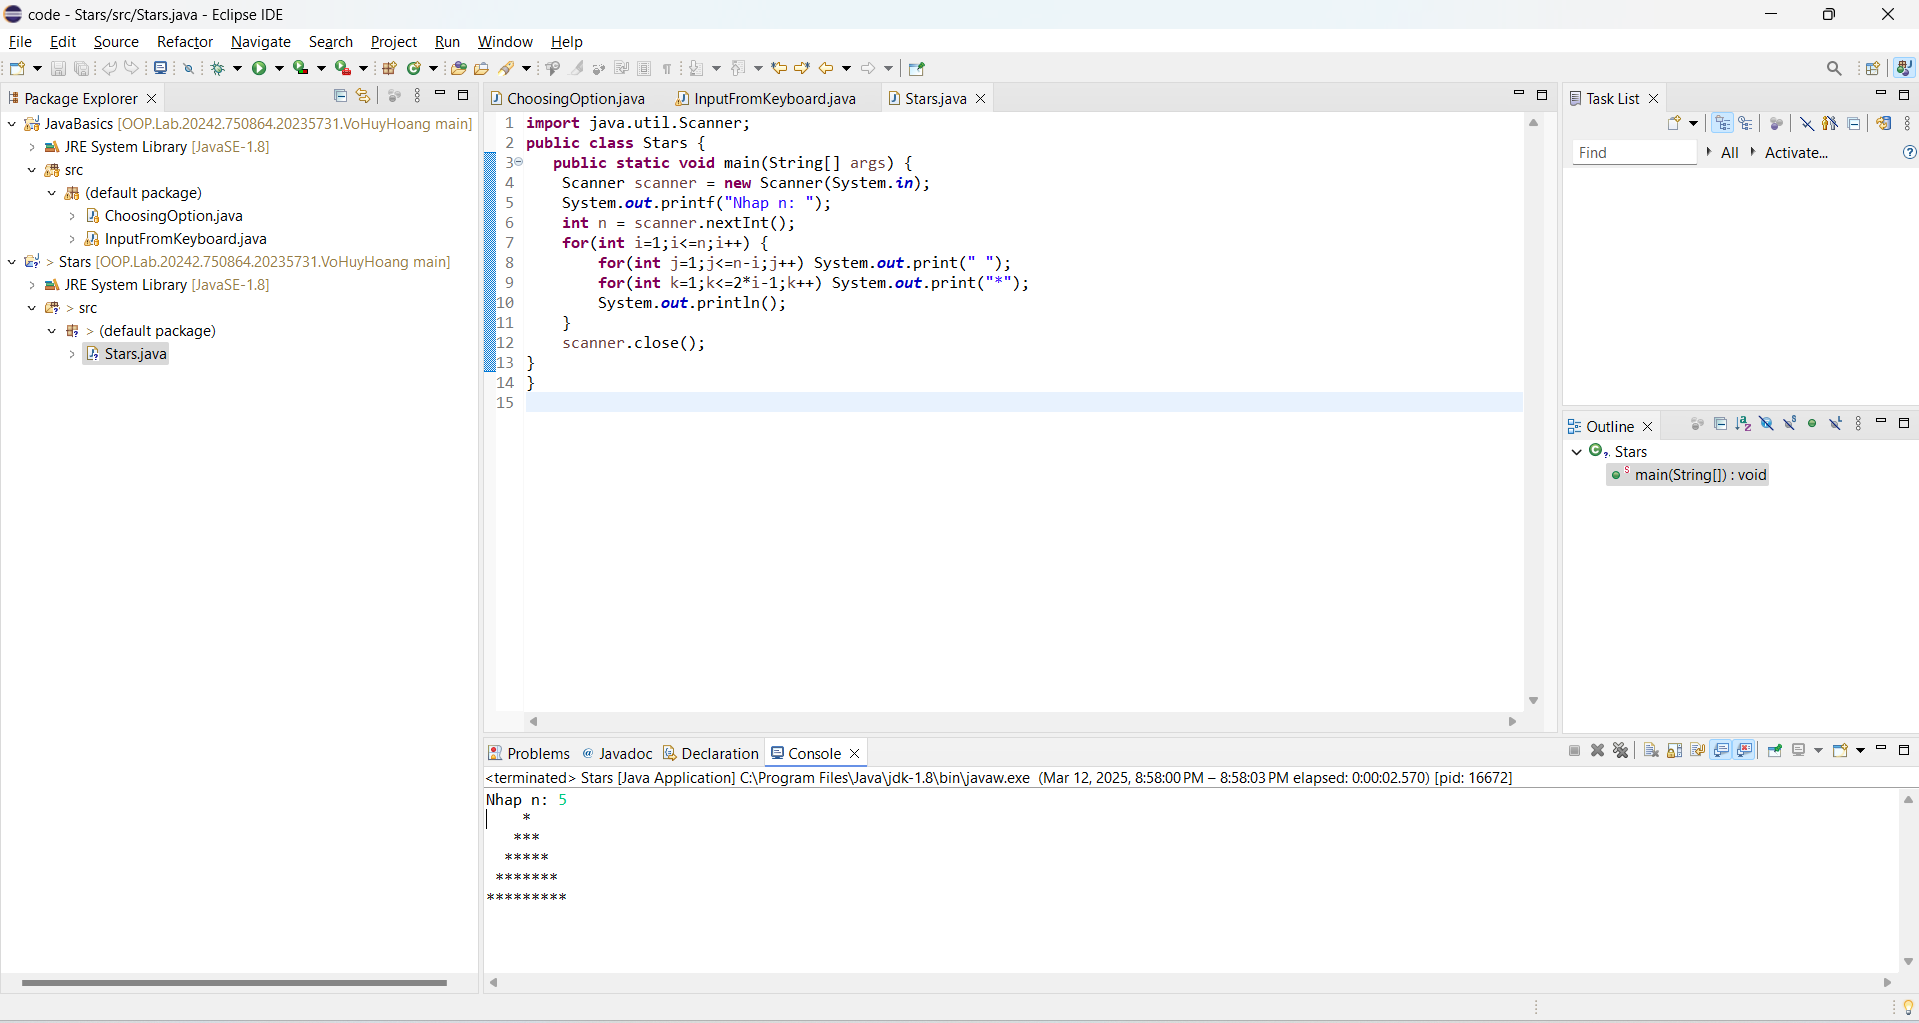 code - Stars/src/Stars.java - Eclipse IDE
File Edit Source Refactor Navigate Search Project Run Window Help
Package Explorer
JavaBasics [OOP.Lab.20242.750864.20235731.VoHuyHoang main]
JRE System Library [JavaSE-1.8]
src
(default package)
ChoosingOption.java
InputFromKeyboard.java
> Stars [OOP.Lab.20242.750864.20235731.VoHuyHoang main]
JRE System Library [JavaSE-1.8]
> src
> (default package)
Stars.java
ChoosingOption.java InputFromKeyboard.java Stars.java
1 import java.util.Scanner;
2 public class Stars {
3 public static void main(String[] args) {
4 Scanner scanner = new Scanner(System.in);
5 System.out.printf("Nhap n: ");
6 int n = scanner.nextInt();
7 for(int i=1;i<=n;i++) {
8 for(int j=1;j<=n-i;j++) System.out.print(" ");
9 for(int k=1;k<=2*i-1;k++) System.out.print("*");
10 System.out.println();
11 }
12 scanner.close();
13 }
14 }
15
Task List
Find All Activate...
Outline
Stars
main(String[]) : void
Problems Javadoc Declaration Console
<terminated> Stars [Java Application] C:\Program Files\Java\jdk-1.8\bin\javaw.exe (Mar 12, 2025, 8:58:00 PM – 8:58:03 PM elapsed: 0:00:02.570) [pid: 16672]
Nhap n: 5
    *
   ***
  *****
 *******
*********